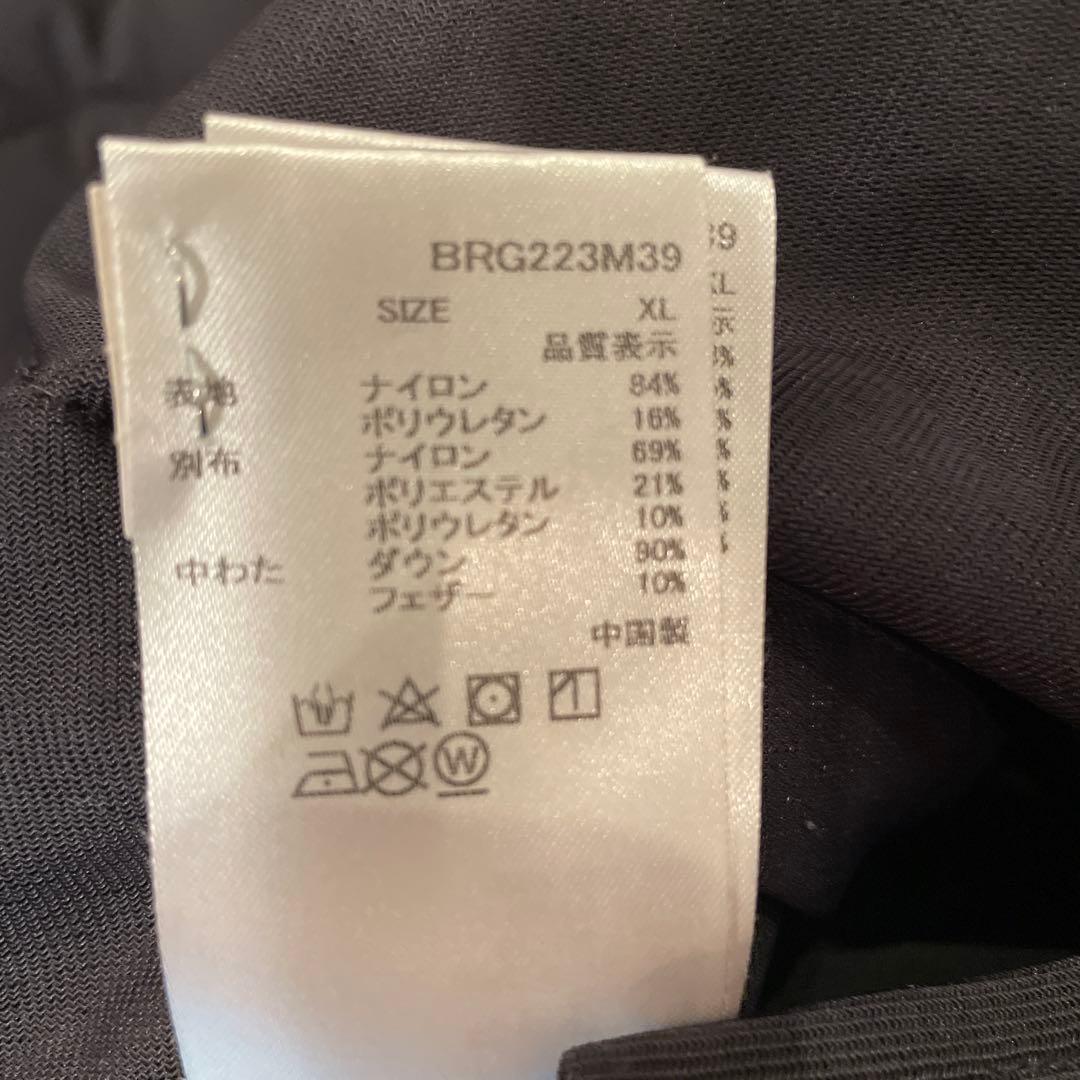 BRG223M39
SIZE XL
品質表示
表地 ナイロン 84%
ポリウレタン 16%
別布 ナイロン 69%
ポリエステル 21%
ポリウレタン 10%
中わた ダウン 90%
フェザー 10%
中国製
W
39